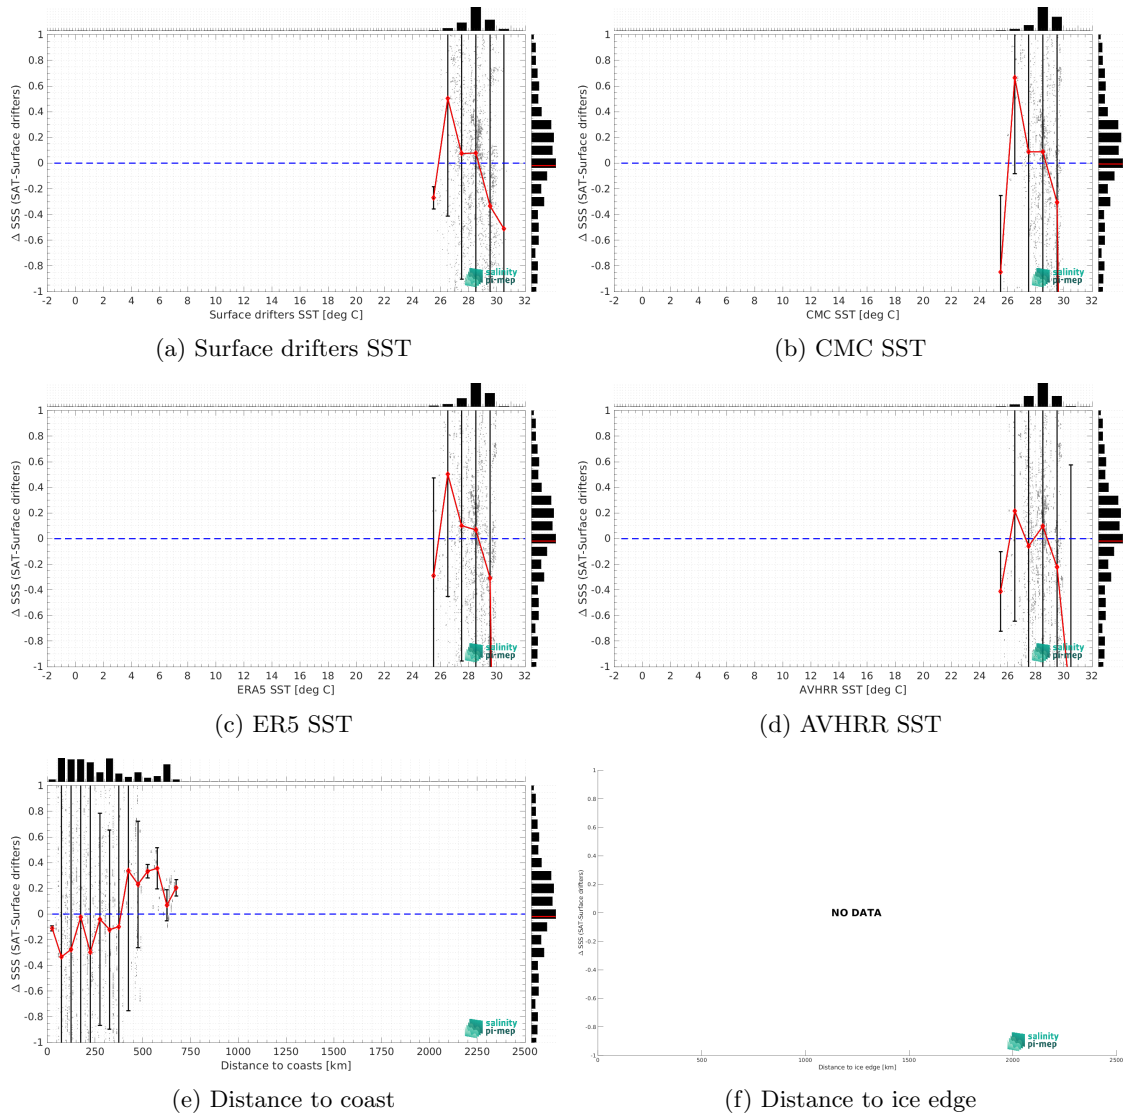 1
0.8
0.6
0.4
0.2
0
-0.2
-0.4
-0.6
-0.8
-1
Δ SSS (SAT-Surface drifters)
salinity
pi-mep
-2 0 2 4 6 8 10 12 14 16 18 20 22 24 26 28 30 32
Surface drifters SST [deg C]
(a) Surface drifters SST
1
0.8
0.6
0.4
0.2
0
-0.2
-0.4
-0.6
-0.8
-1
Δ SSS (SAT-Surface drifters)
salinity
pi-mep
-2 0 2 4 6 8 10 12 14 16 18 20 22 24 26 28 30 32
CMC SST [deg C]
(b) CMC SST
1
0.8
0.6
0.4
0.2
0
-0.2
-0.4
-0.6
-0.8
-1
Δ SSS (SAT-Surface drifters)
salinity
pi-mep
-2 0 2 4 6 8 10 12 14 16 18 20 22 24 26 28 30 32
ERA5 SST [deg C]
(c) ER5 SST
1
0.8
0.6
0.4
0.2
0
-0.2
-0.4
-0.6
-0.8
-1
Δ SSS (SAT-Surface drifters)
salinity
pi-mep
-2 0 2 4 6 8 10 12 14 16 18 20 22 24 26 28 30 32
AVHRR SST [deg C]
(d) AVHRR SST
1
0.8
0.6
0.4
0.2
0
-0.2
-0.4
-0.6
-0.8
-1
Δ SSS (SAT-Surface drifters)
salinity
pi-mep
0 250 500 750 1000 1250 1500 1750 2000 2250 2500
Distance to coasts [km]
(e) Distance to coast
1
0.8
0.6
0.4
0.2
0
-0.2
-0.4
-0.6
-0.8
-1
Δ SSS (SAT-Surface drifters)
NO DATA
salinity
pi-mep
0 500 1000 1500 2000 2500
Distance to ice edge [km]
(f) Distance to ice edge